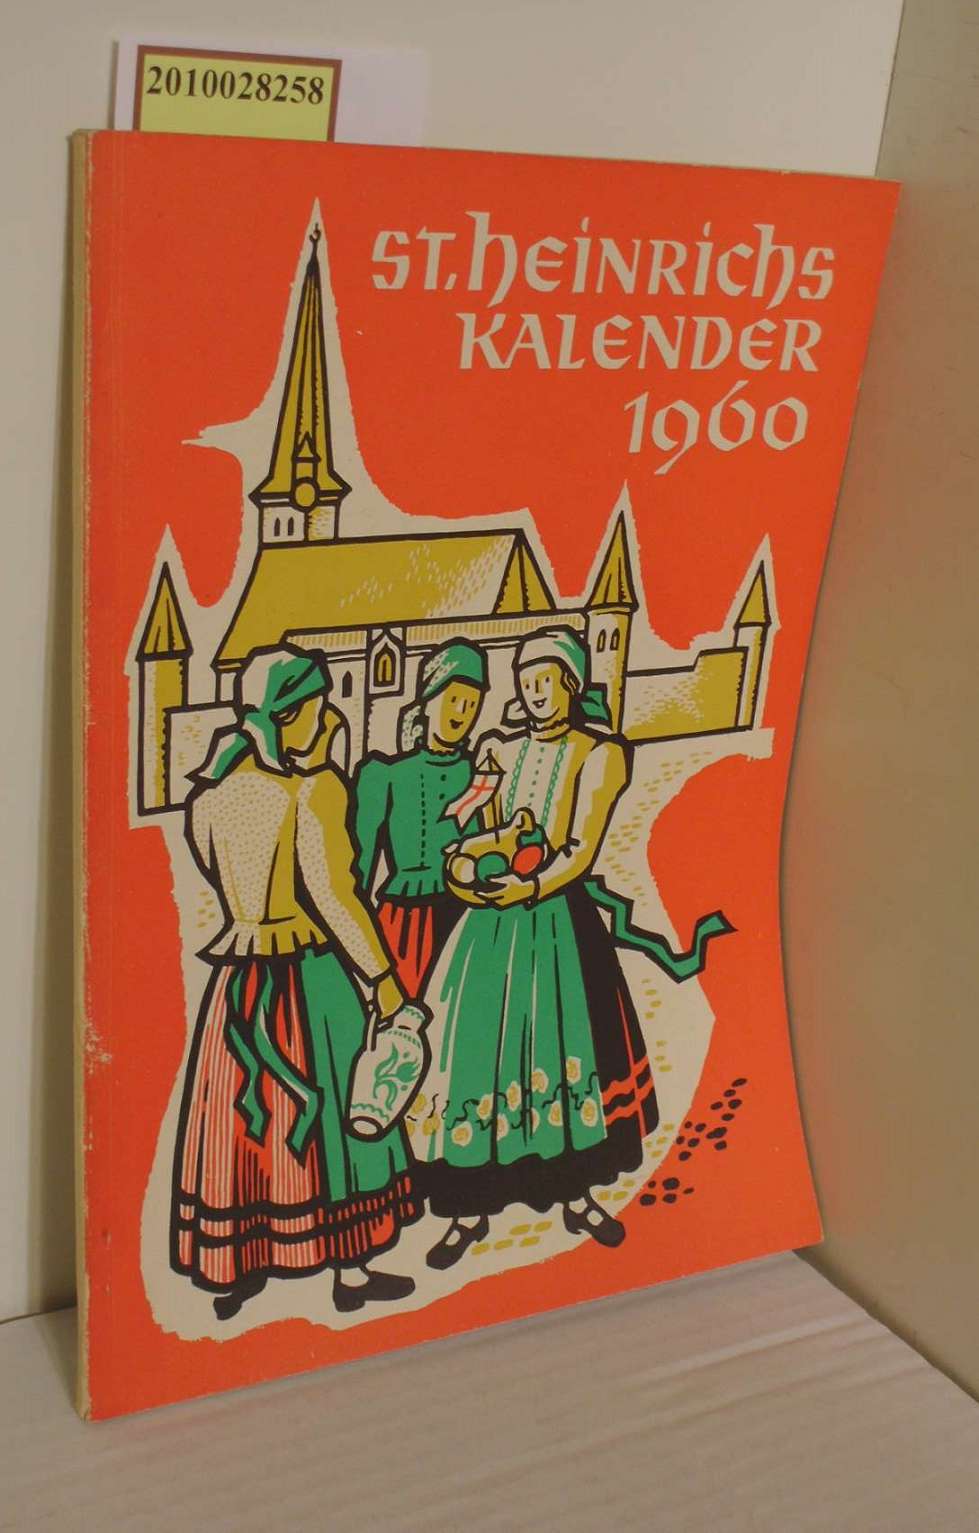 2010028258
ST. HEINRICHS
KALENDER
1960